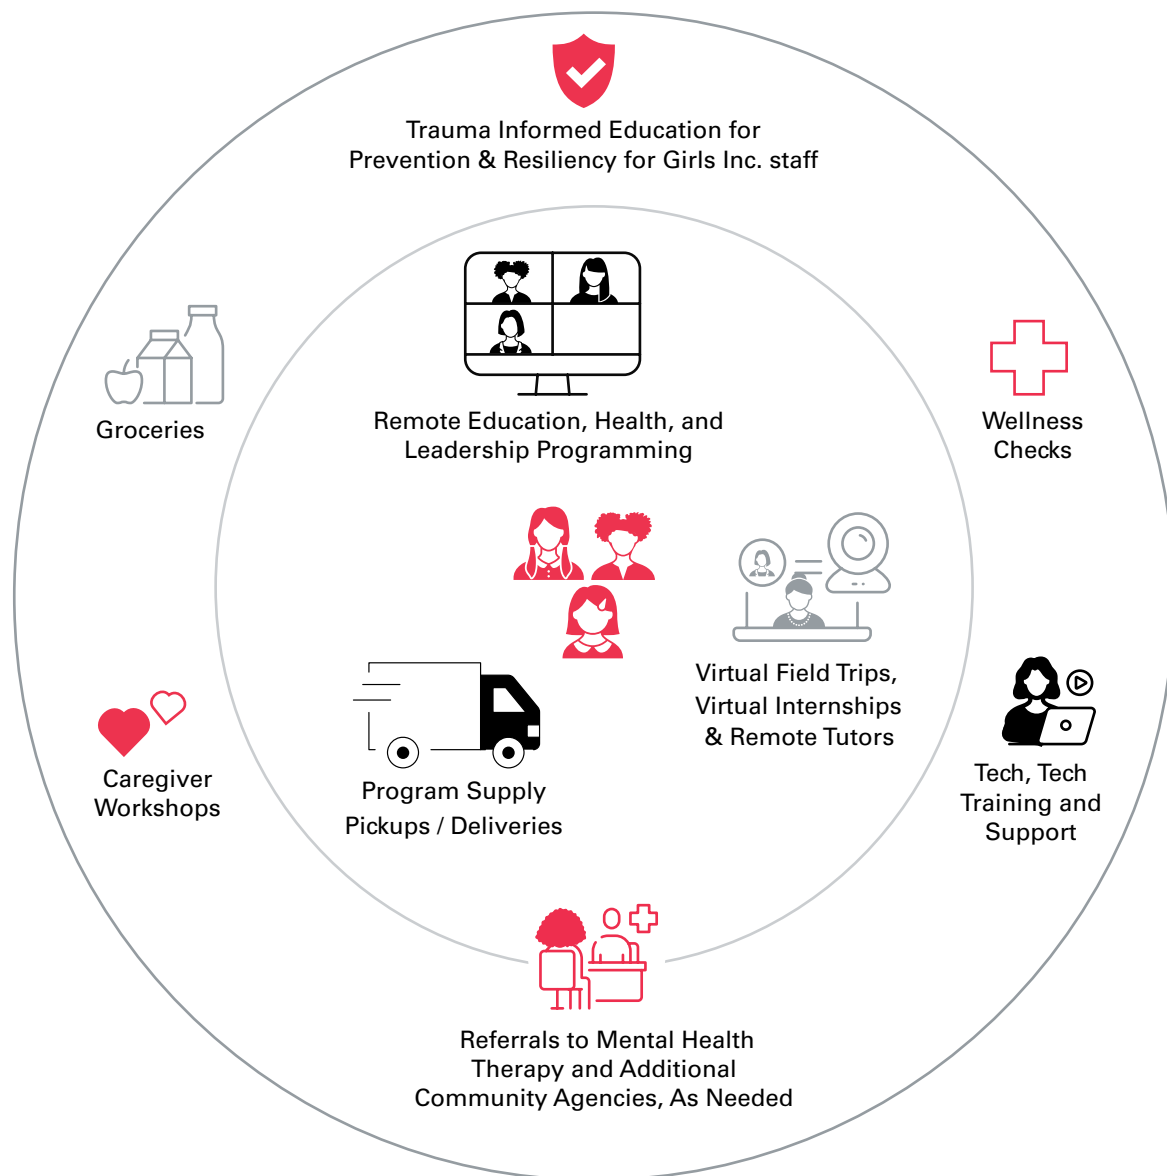 Trauma Informed Education for
Prevention & Resiliency for Girls Inc. staff
Groceries
Remote Education, Health, and
Leadership Programming
Wellness
Checks
Virtual Field Trips,
Virtual Internships
& Remote Tutors
Caregiver
Workshops
Program Supply
Pickups / Deliveries
Tech, Tech
Training and
Support
Referrals to Mental Health
Therapy and Additional
Community Agencies, As Needed